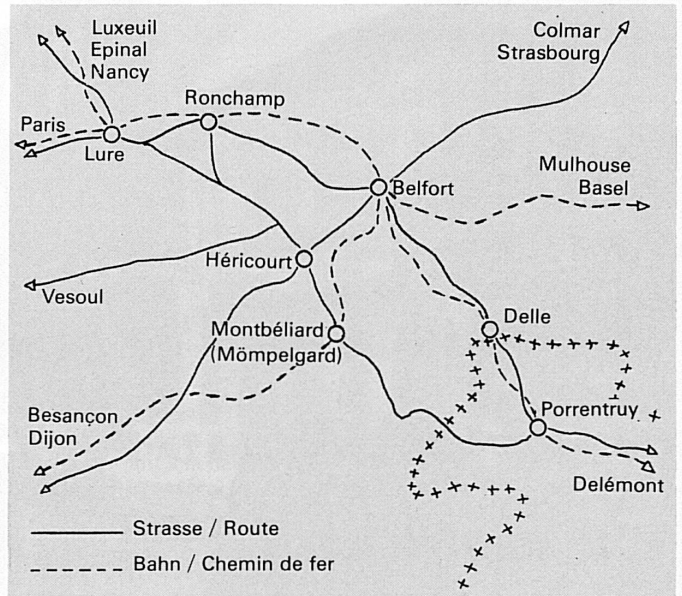 Luxeuil
Epinal
Nancy
Colmar
Strasbourg
Ronchamp
Paris
Lure
Mulhouse
Basel
Belfort
Héricourt
Vesoul
Delle
Montbéliard
(Mömpelgard)
Besançon
Dijon
Porrentruy
Delémont
Strasse / Route
Bahn / Chemin de fer